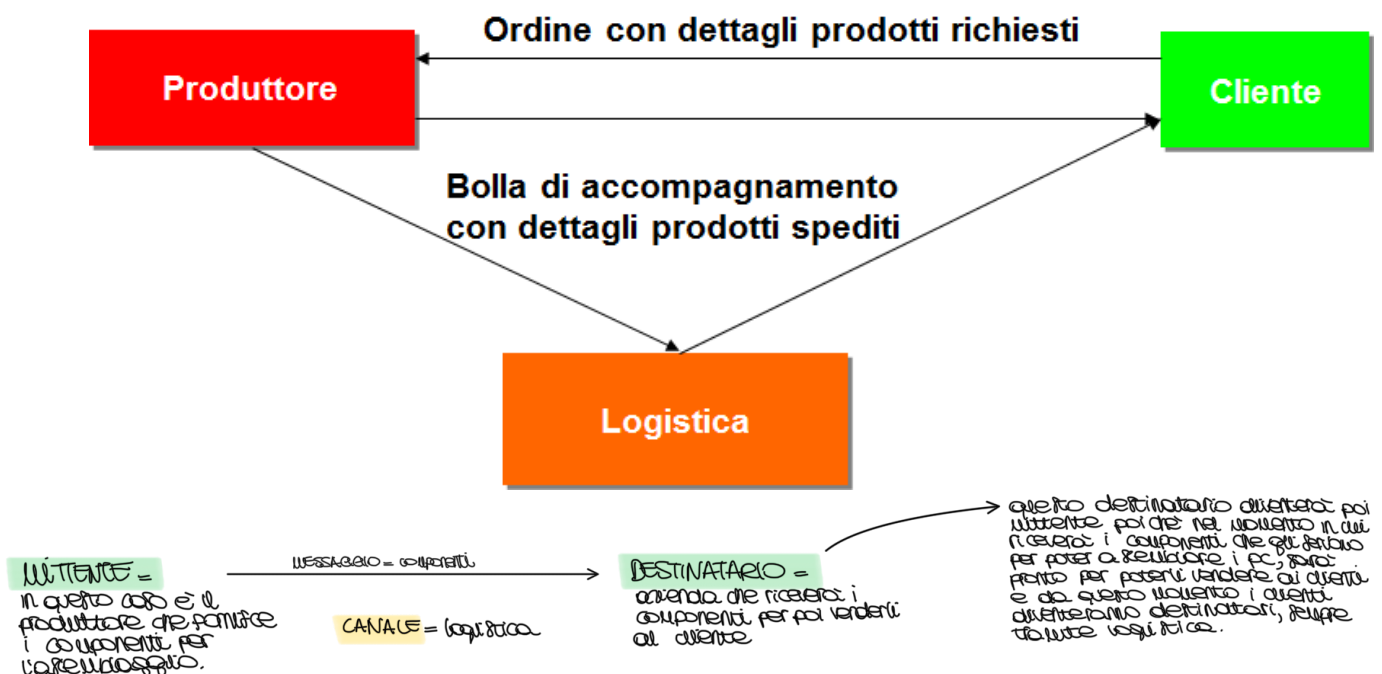 Ordine con dettagli prodotti richiesti
Produttore
Cliente
Bolla di accompagnamento
con dettagli prodotti spediti
Logistica
MITTENTE =
in questo caso è il
produttore che fornisce
i componenti per
l'assemblaggio.
MESSAGGIO = componenti
CANALE = logistica
DESTINATARIO =
azienda che riceverà i
componenti per poi venderli
al cliente
questo destinatario diventerà poi
mittente poiché nel momento in cui
riceverà i componenti che gli servono
per poter assemblare i pc, sarà
pronto per poterli vendere ai clienti
e da questo momento i clienti
diventeranno destinatari, sempre
tramite logistica.